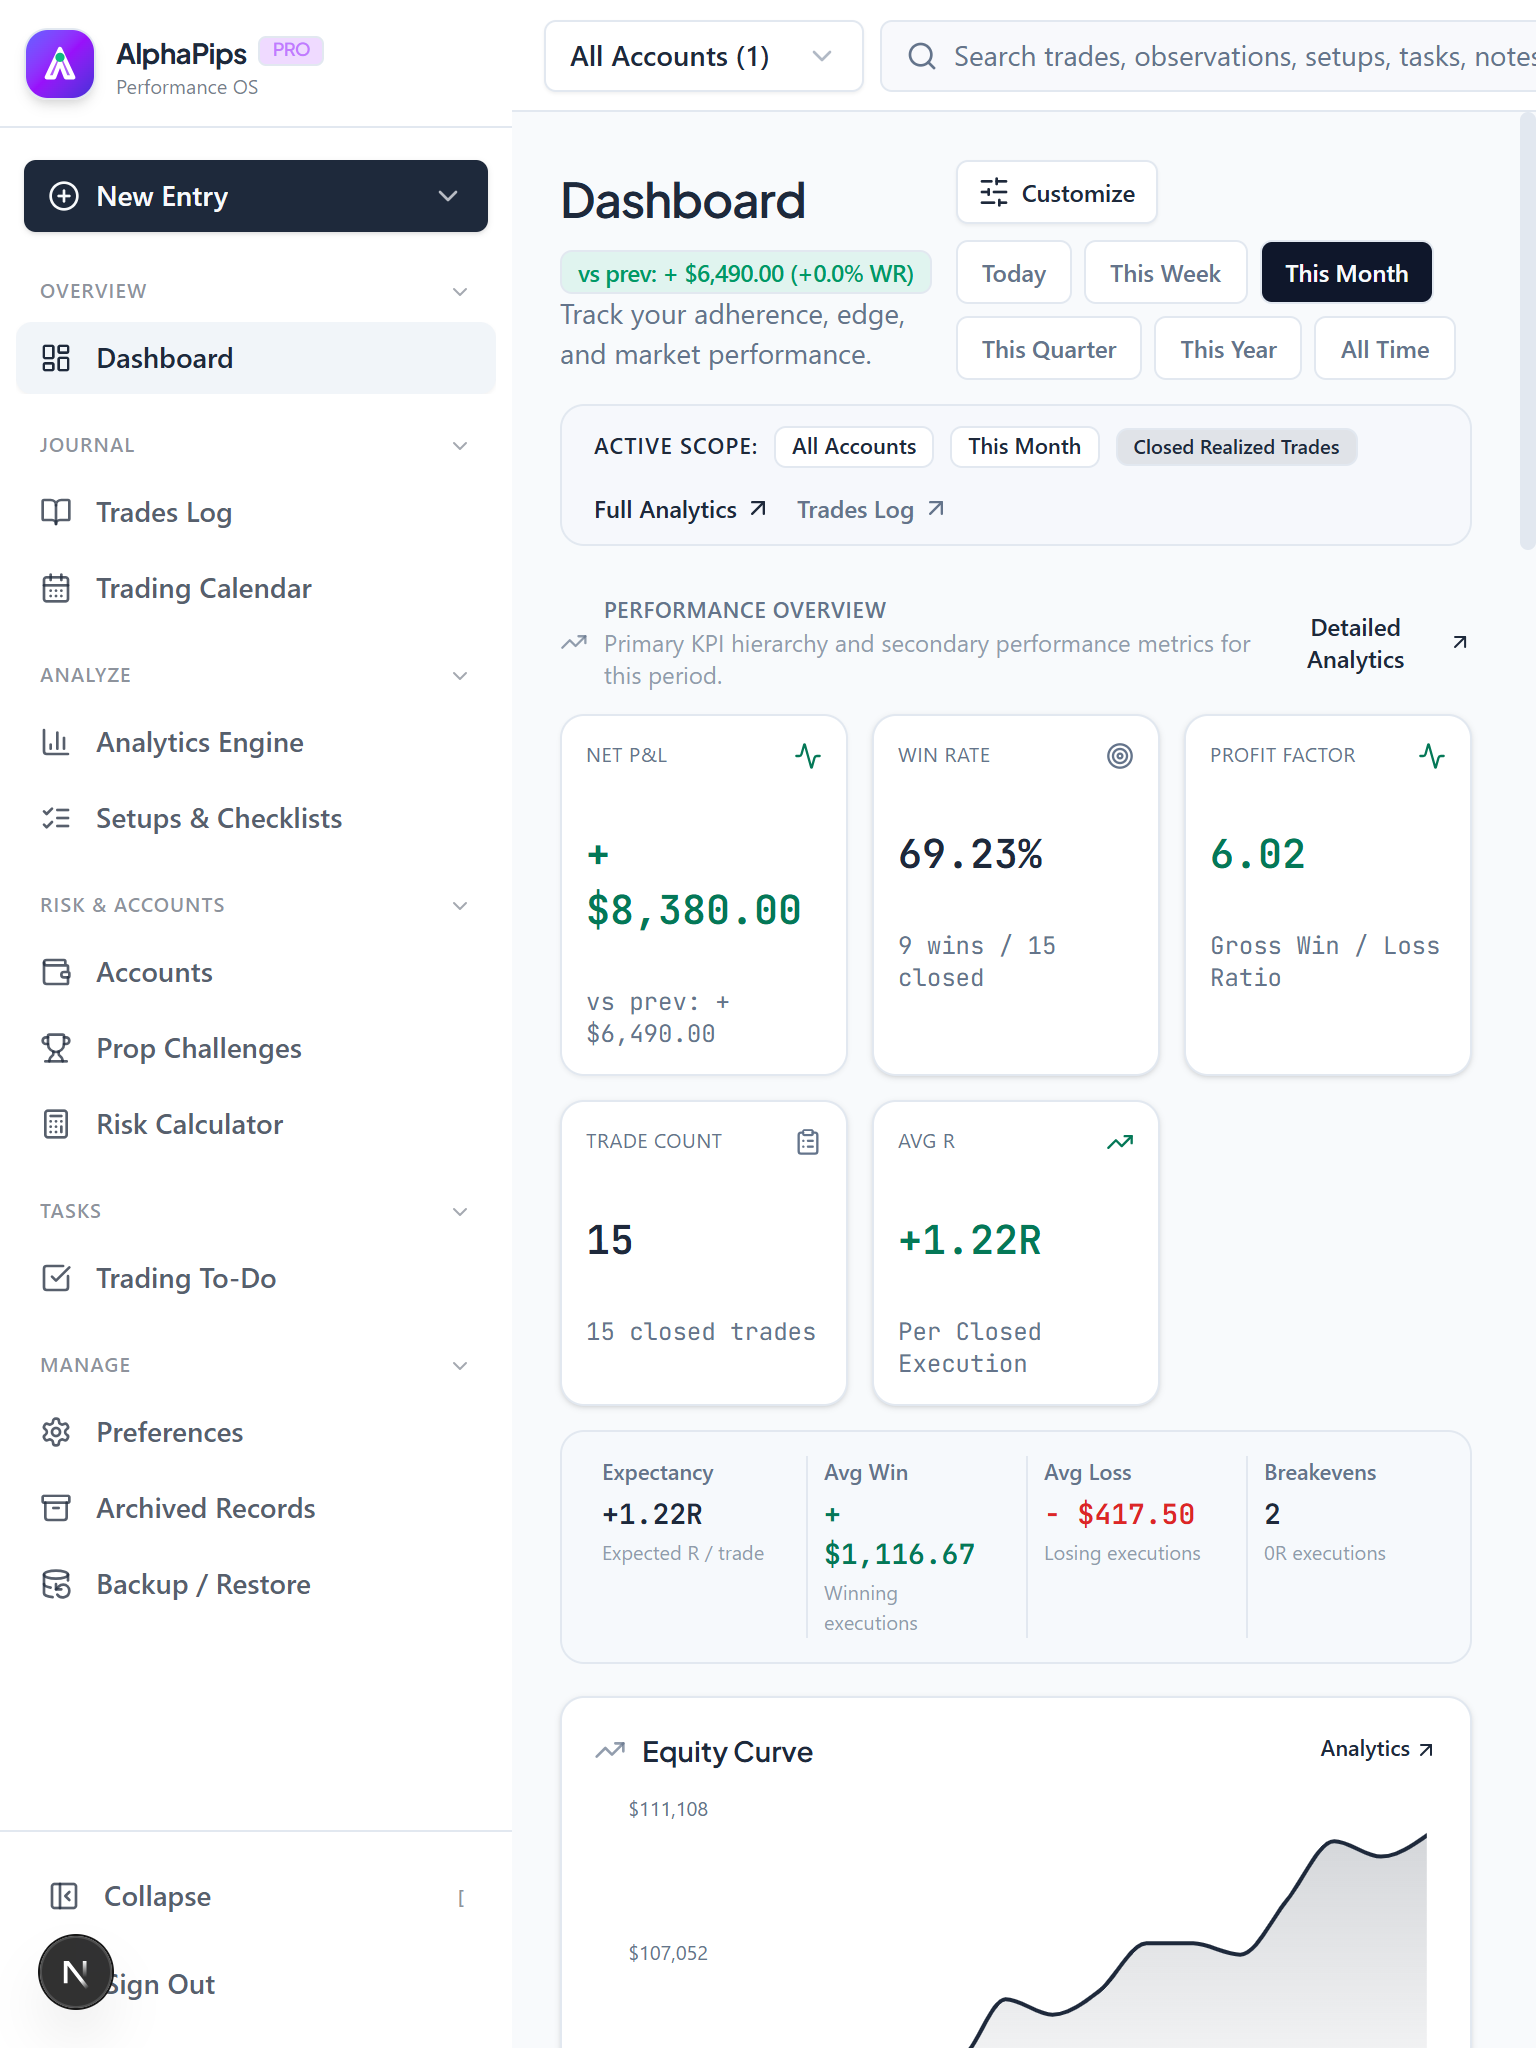 AlphaPips PRO
Performance OS
All Accounts (1)
Search trades, observations, setups, tasks, notes
New Entry
OVERVIEW
Dashboard
JOURNAL
Trades Log
Trading Calendar
ANALYZE
Analytics Engine
Setups & Checklists
RISK & ACCOUNTS
Accounts
Prop Challenges
Risk Calculator
TASKS
Trading To-Do
MANAGE
Preferences
Archived Records
Backup / Restore
Collapse [
N
Sign Out
Dashboard
vs prev: + $6,490.00 (+0.0% WR)
Track your adherence, edge,
and market performance.
Customize
Today This Week This Month
This Quarter This Year All Time
ACTIVE SCOPE: All Accounts This Month Closed Realized Trades
Full Analytics Trades Log
PERFORMANCE OVERVIEW
Primary KPI hierarchy and secondary performance metrics for
this period.
Detailed
Analytics
NET P&L
+
$8,380.00
vs prev: +
$6,490.00
WIN RATE
69.23%
9 wins / 15
closed
PROFIT FACTOR
6.02
Gross Win / Loss
Ratio
TRADE COUNT
15
15 closed trades
AVG R
+1.22R
Per Closed
Execution
Expectancy
+1.22R
Expected R / trade
Avg Win
+
$1,116.67
Winning
executions
Avg Loss
- $417.50
Losing executions
Breakevens
2
0R executions
Equity Curve
Analytics
$111,108
$107,052